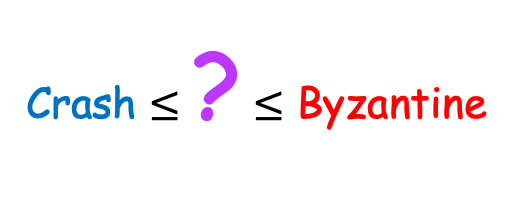 Crash ≤ ? ≤ Byzantine